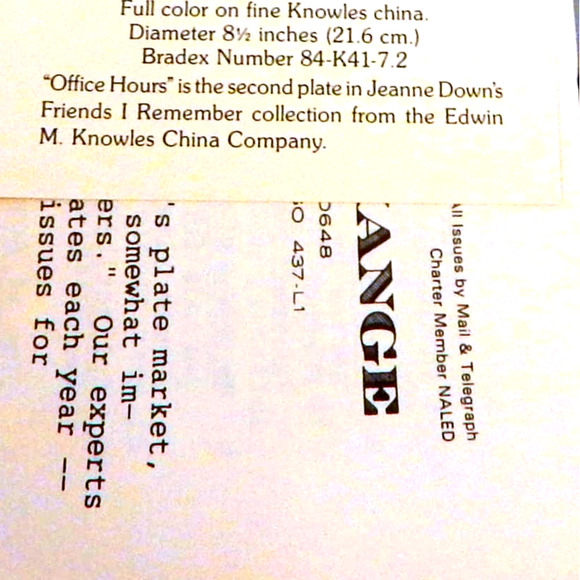 Full color on fine Knowles china.
Diameter 8½ inches (21.6 cm.)
Bradex Number 84-K41-7.2
"Office Hours" is the second plate in Jeanne Down's
Friends I Remember collection from the Edwin
M. Knowles China Company.
All Issues by Mail & Telegraph
Charter Member NALED
ANGE
0648
437-L1
's plate market,
somewhat im-
ers." Our experts
ates each year --
issues for